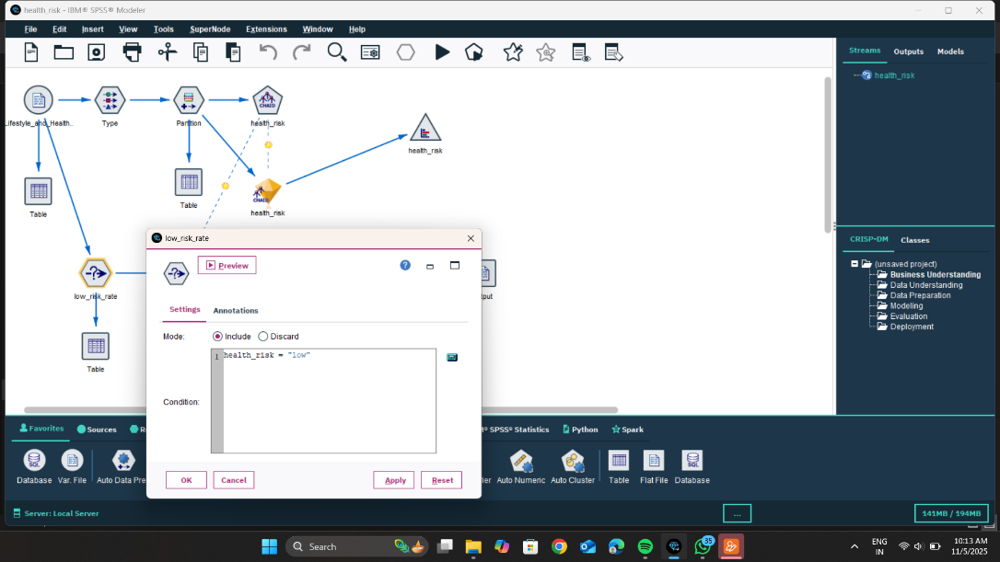 health_risk - IBM® SPSS® Modeler
File Edit Insert View Tools SuperNode Extensions Window Help
Streams Outputs Models
health_risk
Lifestyle_and_Health..
Type
Partition
health_risk
CHAID
health_risk
Table
Table
CHAID
health_risk
low_risk_rate
Table
low_risk_rate
Preview
Settings Annotations
Mode: Include Discard
1 health_risk = "low"
Condition:
OK Cancel Apply Reset
CRISP-DM Classes
(unsaved project)
Business Understanding
Data Understanding
Data Preparation
Modeling
Evaluation
Deployment
Favorites Sources
SPSS® Statistics Python Spark
Database Var. File Auto Data Pre
Auto Numeric Auto Cluster Table Flat File Database
SQL
SQL
Server: Local Server
...
141MB / 194MB
Search
35
ENG
IN
10:13 AM
11/5/2025